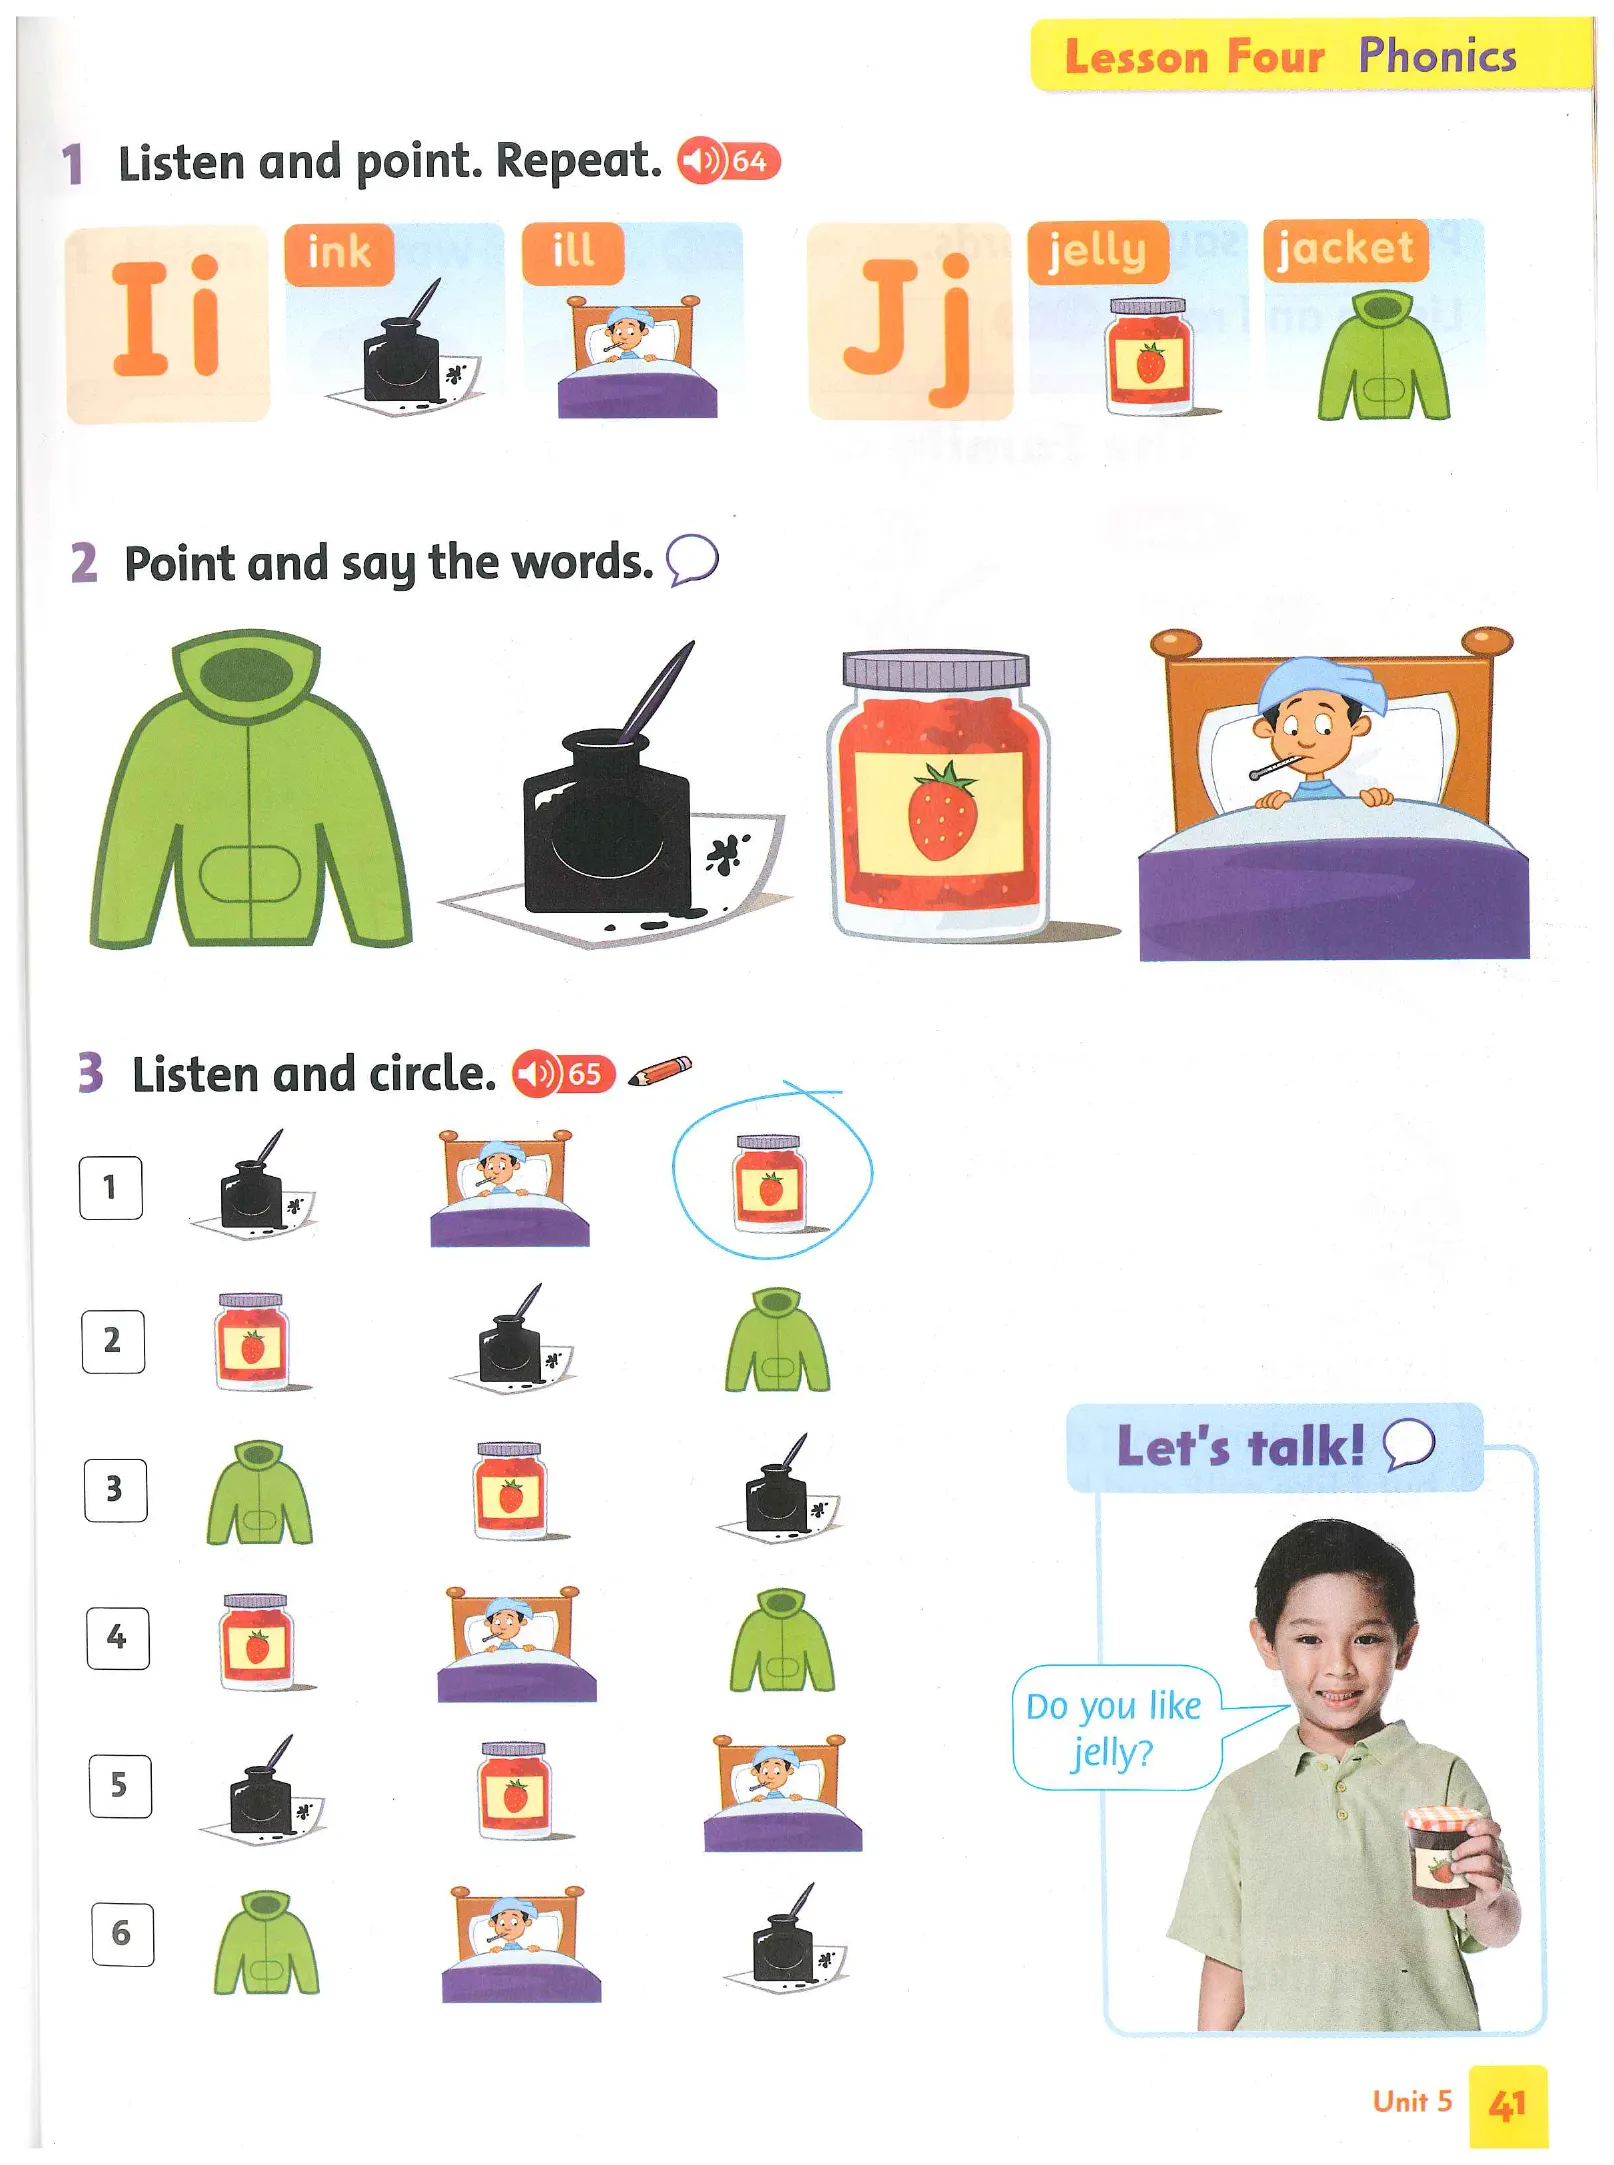 Lesson Four Phonics
1 Listen and point. Repeat. 64
Ii ink ill Jj jelly jacket
2 Point and say the words.
3 Listen and circle. 65
1
2
3
4
5
6
Let's talk!
Do you like
jelly?
Unit 5 41